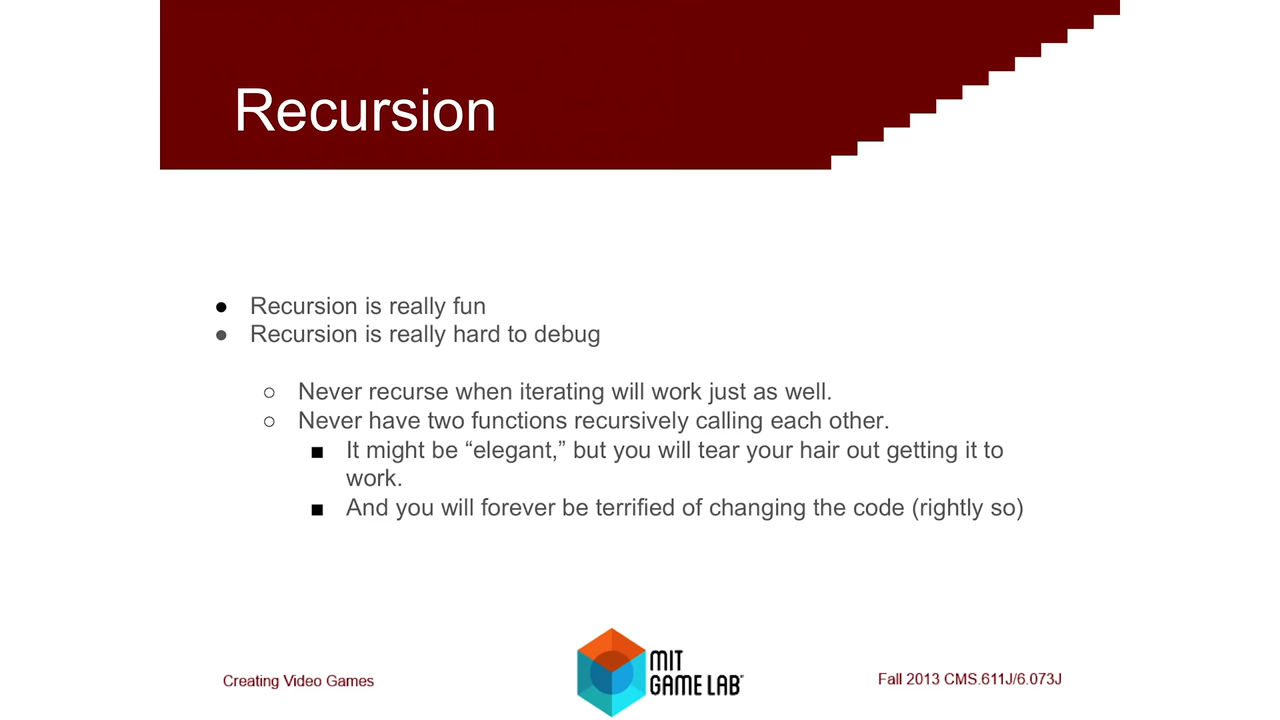 Recursion
● Recursion is really fun
● Recursion is really hard to debug
○ Never recurse when iterating will work just as well.
○ Never have two functions recursively calling each other.
■ It might be “elegant,” but you will tear your hair out getting it to
work.
■ And you will forever be terrified of changing the code (rightly so)
Creating Video Games
MIT
GAME LAB
Fall 2013 CMS.611J/6.073J